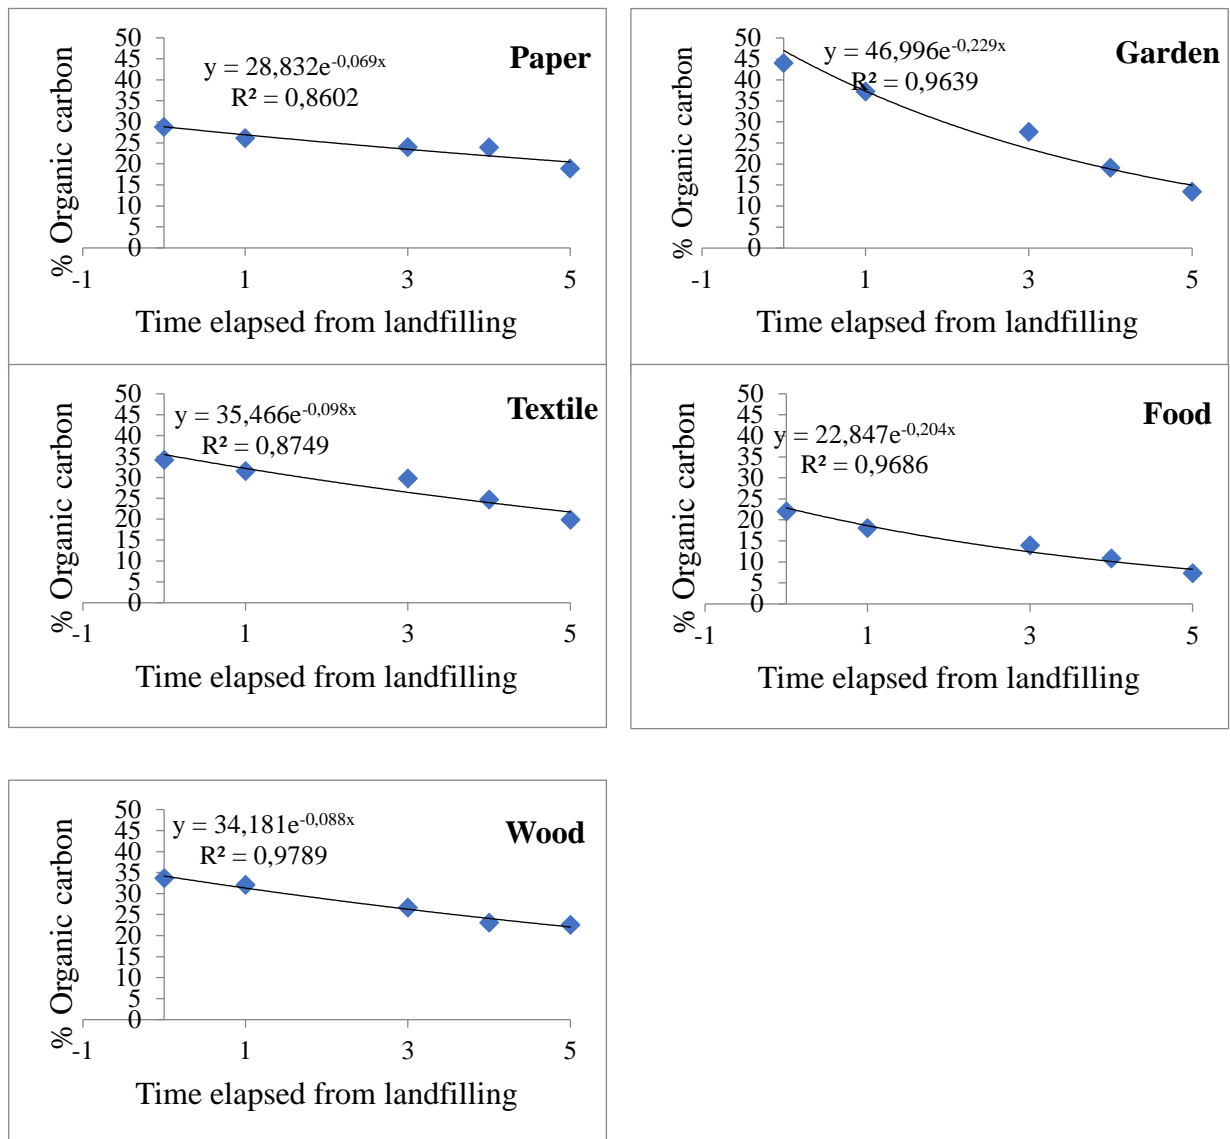 Paper
y = 28,832e-0,069x
R² = 0,8602
% Organic carbon
50
45
40
35
30
25
20
15
10
5
0
-1 1 3 5
Time elapsed from landfilling
Garden
y = 46,996e-0,229x
R² = 0,9639
% Organic carbon
50
45
40
35
30
25
20
15
10
5
0
-1 1 3 5
Time elapsed from landfilling
Textile
y = 35,466e-0,098x
R² = 0,8749
% Organic carbon
50
45
40
35
30
25
20
15
10
5
0
-1 1 3 5
Time elapsed from landfilling
Food
y = 22,847e-0,204x
R² = 0,9686
% Organic carbon
50
45
40
35
30
25
20
15
10
5
0
-1 1 3 5
Time elapsed from landfilling
Wood
y = 34,181e-0,088x
R² = 0,9789
% Organic carbon
50
45
40
35
30
25
20
15
10
5
0
-1 1 3 5
Time elapsed from landfilling